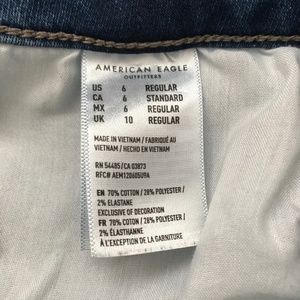 AMERICAN EAGLE
OUTFITTERS
US 6 REGULAR
CA 6 STANDARD
MX 6 REGULAR
UK 10 REGULAR
MADE IN VIETNAM / FABRIQUÉ AU
VIETNAM / HECHO EN VIETNAM
RN 54485/CA 03873
RFC# AEM120605U9A
EN 70% COTTON / 28% POLYESTER /
2% ELASTANE
EXCLUSIVE OF DECORATION
FR 70% COTON / 28% POLYESTER /
2% ÉLASTHANNE
À L'EXCEPTION DE LA GARNITURE